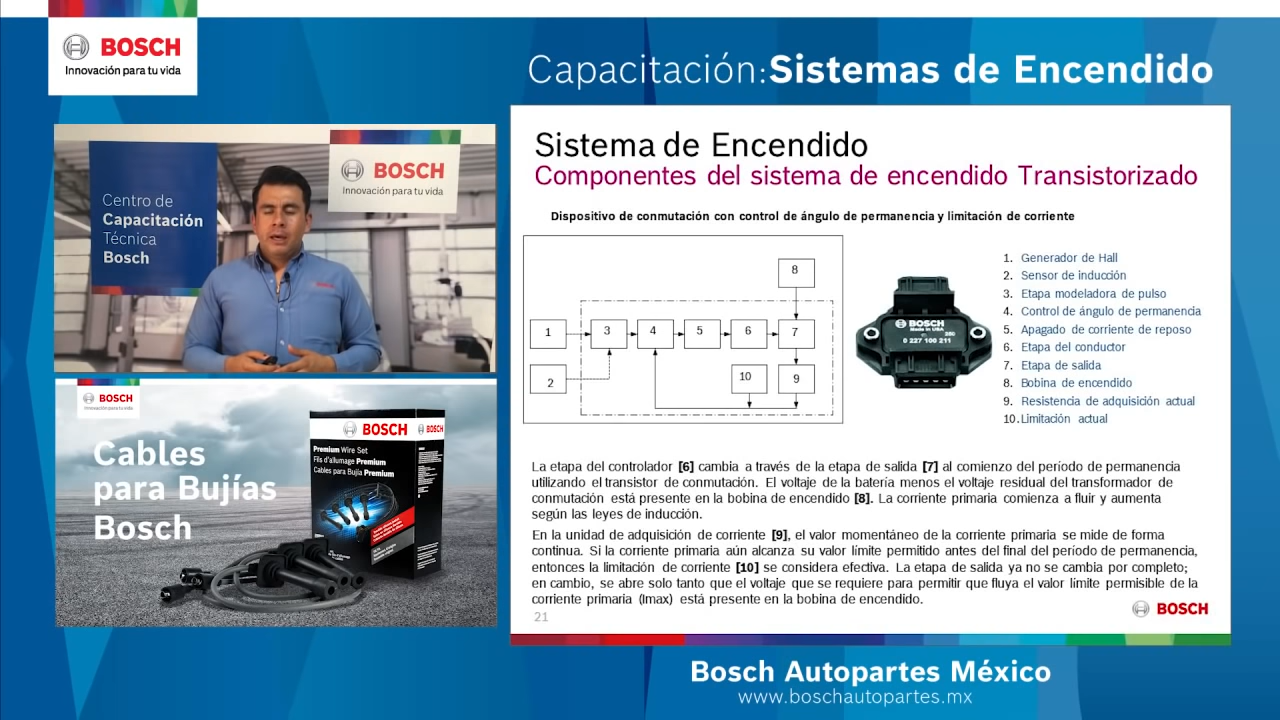 BOSCH
Innovación para tu vida
Capacitación:Sistemas de Encendido
Centro de
Capacitación
Técnica
Bosch
BOSCH
Innovación para tu vida
BOSCH
Innovación para tu vida
Cables
para Bujías
Bosch
BOSCH
BOSCH
Premium Wire Set
Fils d'allumage Premium
Cables para Bujía Premium
Sistema de Encendido
Componentes del sistema de encendido Transistorizado
Dispositivo de conmutación con control de ángulo de permanencia y limitación de corriente
8
1 3 4 5 6 7
2 10 9
BOSCH
Made in USA
0 227 100 211
1. Generador de Hall
2. Sensor de inducción
3. Etapa modeladora de pulso
4. Control de ángulo de permanencia
5. Apagado de corriente de reposo
6. Etapa del conductor
7. Etapa de salida
8. Bobina de encendido
9. Resistencia de adquisición actual
10. Limitación actual
La etapa del controlador [6] cambia a través de la etapa de salida [7] al comienzo del período de permanencia
utilizando el transistor de conmutación. El voltaje de la batería menos el voltaje residual del transformador de
conmutación está presente en la bobina de encendido [8]. La corriente primaria comienza a fluir y aumenta
según las leyes de inducción.
En la unidad de adquisición de corriente [9], el valor momentáneo de la corriente primaria se mide de forma
continua. Si la corriente primaria aún alcanza su valor límite permitido antes del final del período de permanencia,
entonces la limitación de corriente [10] se considera efectiva. La etapa de salida ya no se cambia por completo;
en cambio, se abre solo tanto que el voltaje que se requiere para permitir que fluya el valor límite permisible de la
corriente primaria (Imax) está presente en la bobina de encendido.
21
BOSCH
Bosch Autopartes México
www.boschautopartes.mx